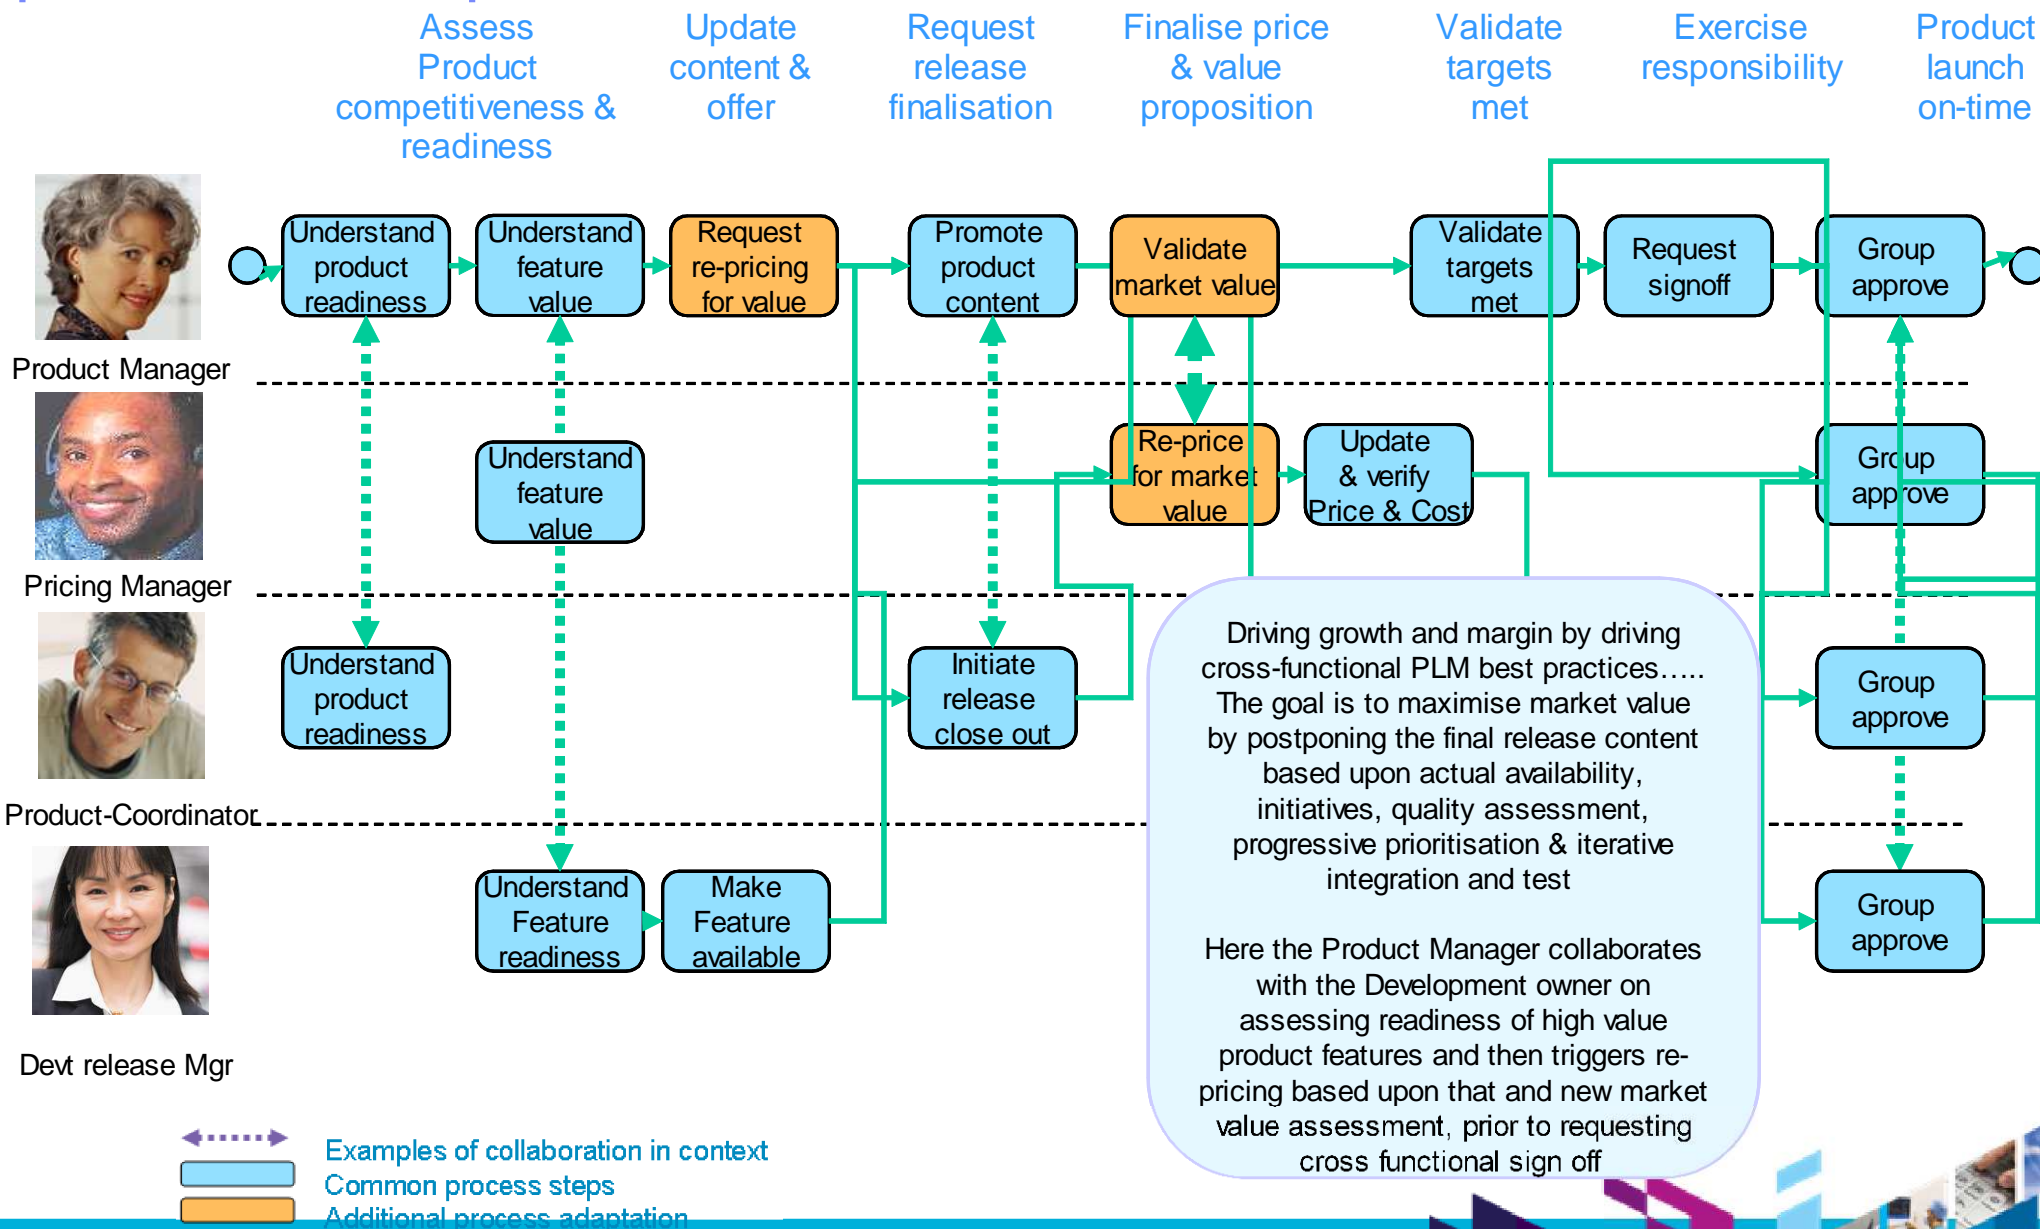 Assess
Product
competitiveness &
readiness
Update
content &
offer
Request
release
finalisation
Finalise price
& value
proposition
Validate
targets
met
Exercise
responsibility
Product
launch
on-time
Understand
product
readiness
Understand
feature
value
Request
re-pricing
for value
Promote
product
content
Validate
market value
Validate
targets
met
Request
signoff
Group
approve
Product Manager
Understand
feature
value
Re-price
for market
value
Update
& verify
Price & Cost
Group
approve
Pricing Manager
Understand
product
readiness
Initiate
release
close out
Group
approve
Product-Coordinator
Understand
Feature
readiness
Make
Feature
available
Group
approve
Devt release Mgr
Driving growth and margin by driving
cross-functional PLM best practices…..
The goal is to maximise market value
by postponing the final release content
based upon actual availability,
initiatives, quality assessment,
progressive prioritisation & iterative
integration and test
Here the Product Manager collaborates
with the Development owner on
assessing readiness of high value
product features and then triggers re-
pricing based upon that and new market
value assessment, prior to requesting
cross functional sign off
Examples of collaboration in context
Common process steps
Additional process adaptation